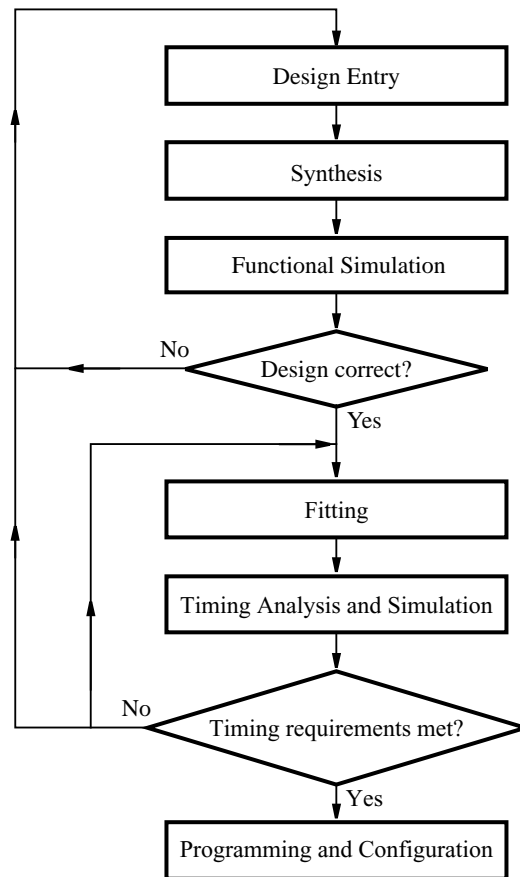 Design Entry
Synthesis
Functional Simulation
No
Design correct?
Yes
Fitting
Timing Analysis and Simulation
No
Timing requirements met?
Yes
Programming and Configuration